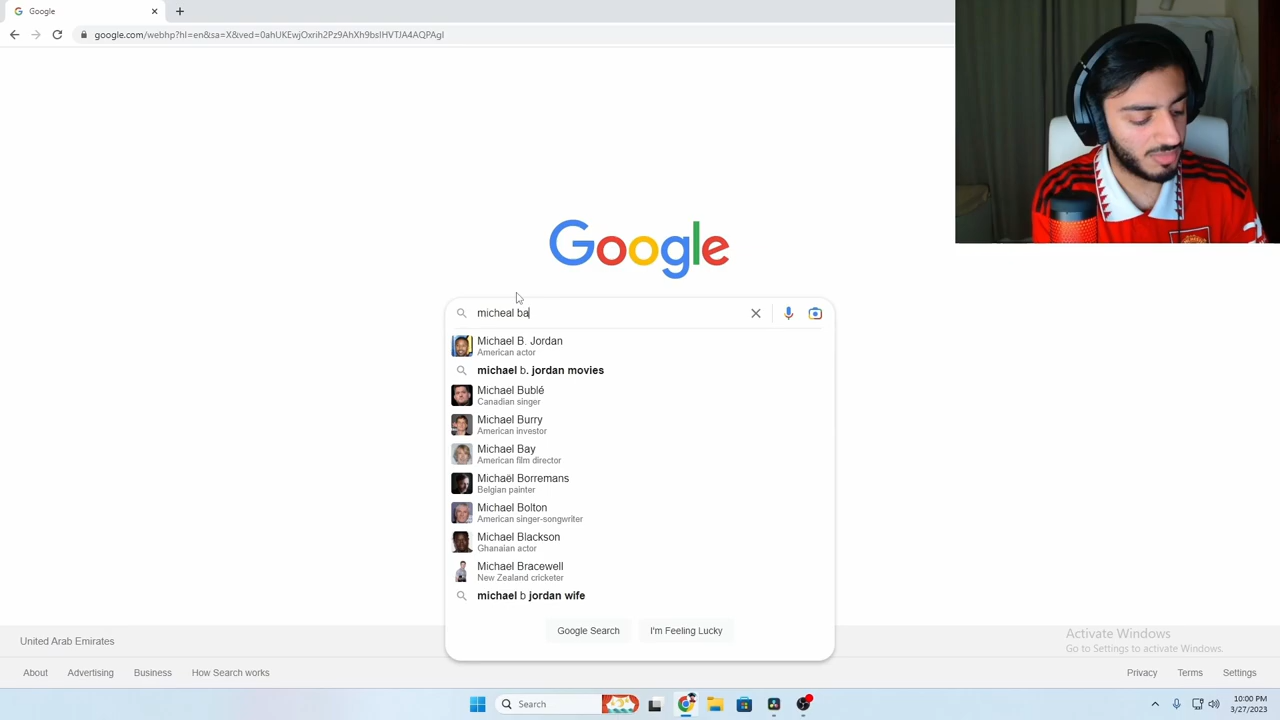 Google
google.com/webhp?hl=en&sa=X&ved=0ahUKEwjOxrih2Pz9AhXh9bsIHVTJA4AQPAgI
Google
micheal ba
Michael B. Jordan
American actor
michael b. jordan movies
Michael Bublé
Canadian singer
Michael Burry
American investor
Michael Bay
American film director
Michaël Borremans
Belgian painter
Michael Bolton
American singer-songwriter
Michael Blackson
Ghanaian actor
Michael Bracewell
New Zealand cricketer
michael b jordan wife
Google Search I'm Feeling Lucky
United Arab Emirates
Activate Windows
Go to Settings to activate Windows.
About Advertising Business How Search works Privacy Terms Settings
Search
10:00 PM
3/27/2023